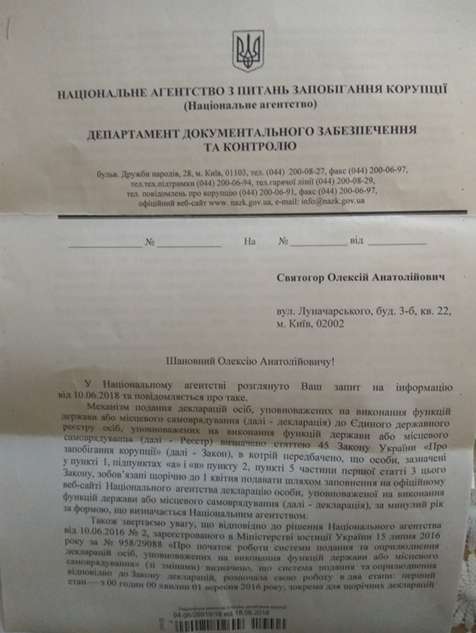 НАЦІОНАЛЬНЕ АГЕНТСТВО З ПИТАНЬ ЗАПОБІГАННЯ КОРУПЦІЇ
(Національне агентство)
ДЕПАРТАМЕНТ ДОКУМЕНТАЛЬНОГО ЗАБЕЗПЕЧЕННЯ
ТА КОНТРОЛЮ
бульв. Дружби народів, 28, м. Київ, 01103, тел. (044) 200-08-27, факс (044) 200-06-97,
тел.тех.підтримки (044) 200-06-94, тел.гарячої лінії (044) 200-08-29,
тел. повідомлень про корупцію (044) 200-06-91, факс (044) 200-06-97,
офіційний веб-сайт www. nazk.gov.ua, e-mail: info@nazk.gov.ua
№ На № від
Святогор Олексій Анатолійович
вул. Луначарського, буд. 3-б, кв. 22,
м. Київ, 02002
Шановний Олексію Анатолійовичу!
У Національному агентстві розглянуто Ваш запит на інформацію
від 10.06.2018 та повідомляється про таке.
Механізм подання декларацій осіб, уповноважених на виконання функцій
держави або місцевого самоврядування (далі - декларація) до Єдиного державного
реєстру осіб, уповноважених на виконання функцій держави або місцевого
самоврядування (далі - Реєстр) визначено статтею 45 Закону України «Про
запобігання корупції» (далі - Закон), в котрій передбачено, що особи, зазначені
у пункті 1, підпунктах «а» і «в» пункту 2, пункті 5 частини першої статті 3 цього
Закону, зобов'язані щорічно до 1 квітня подавати шляхом заповнення на офіційному
веб-сайті Національного агентства декларацію особи, уповноваженої на виконання
функцій держави або місцевого самоврядування (далі - декларація), за минулий рік
за формою, що визначається Національним агентством.
Також звертаємо увагу, що відповідно до рішення Національного агентства
від 10.06.2016 № 2, зареєстрованого в Міністерстві юстиції України 15 липня 2016
року за № 958/29088 «Про початок роботи системи подання та оприлюднення
декларацій осіб, уповноважених на виконання функцій держави або місцевого
самоврядування» (зі змінами) визначено, що система подання та оприлюднення
відповідно до Закону декларацій, розпочала свою роботу в два етапи: перший
етап — з 00 годин 00 хвилин 01 вересня 2016 року, зокрема для щорічних декларацій